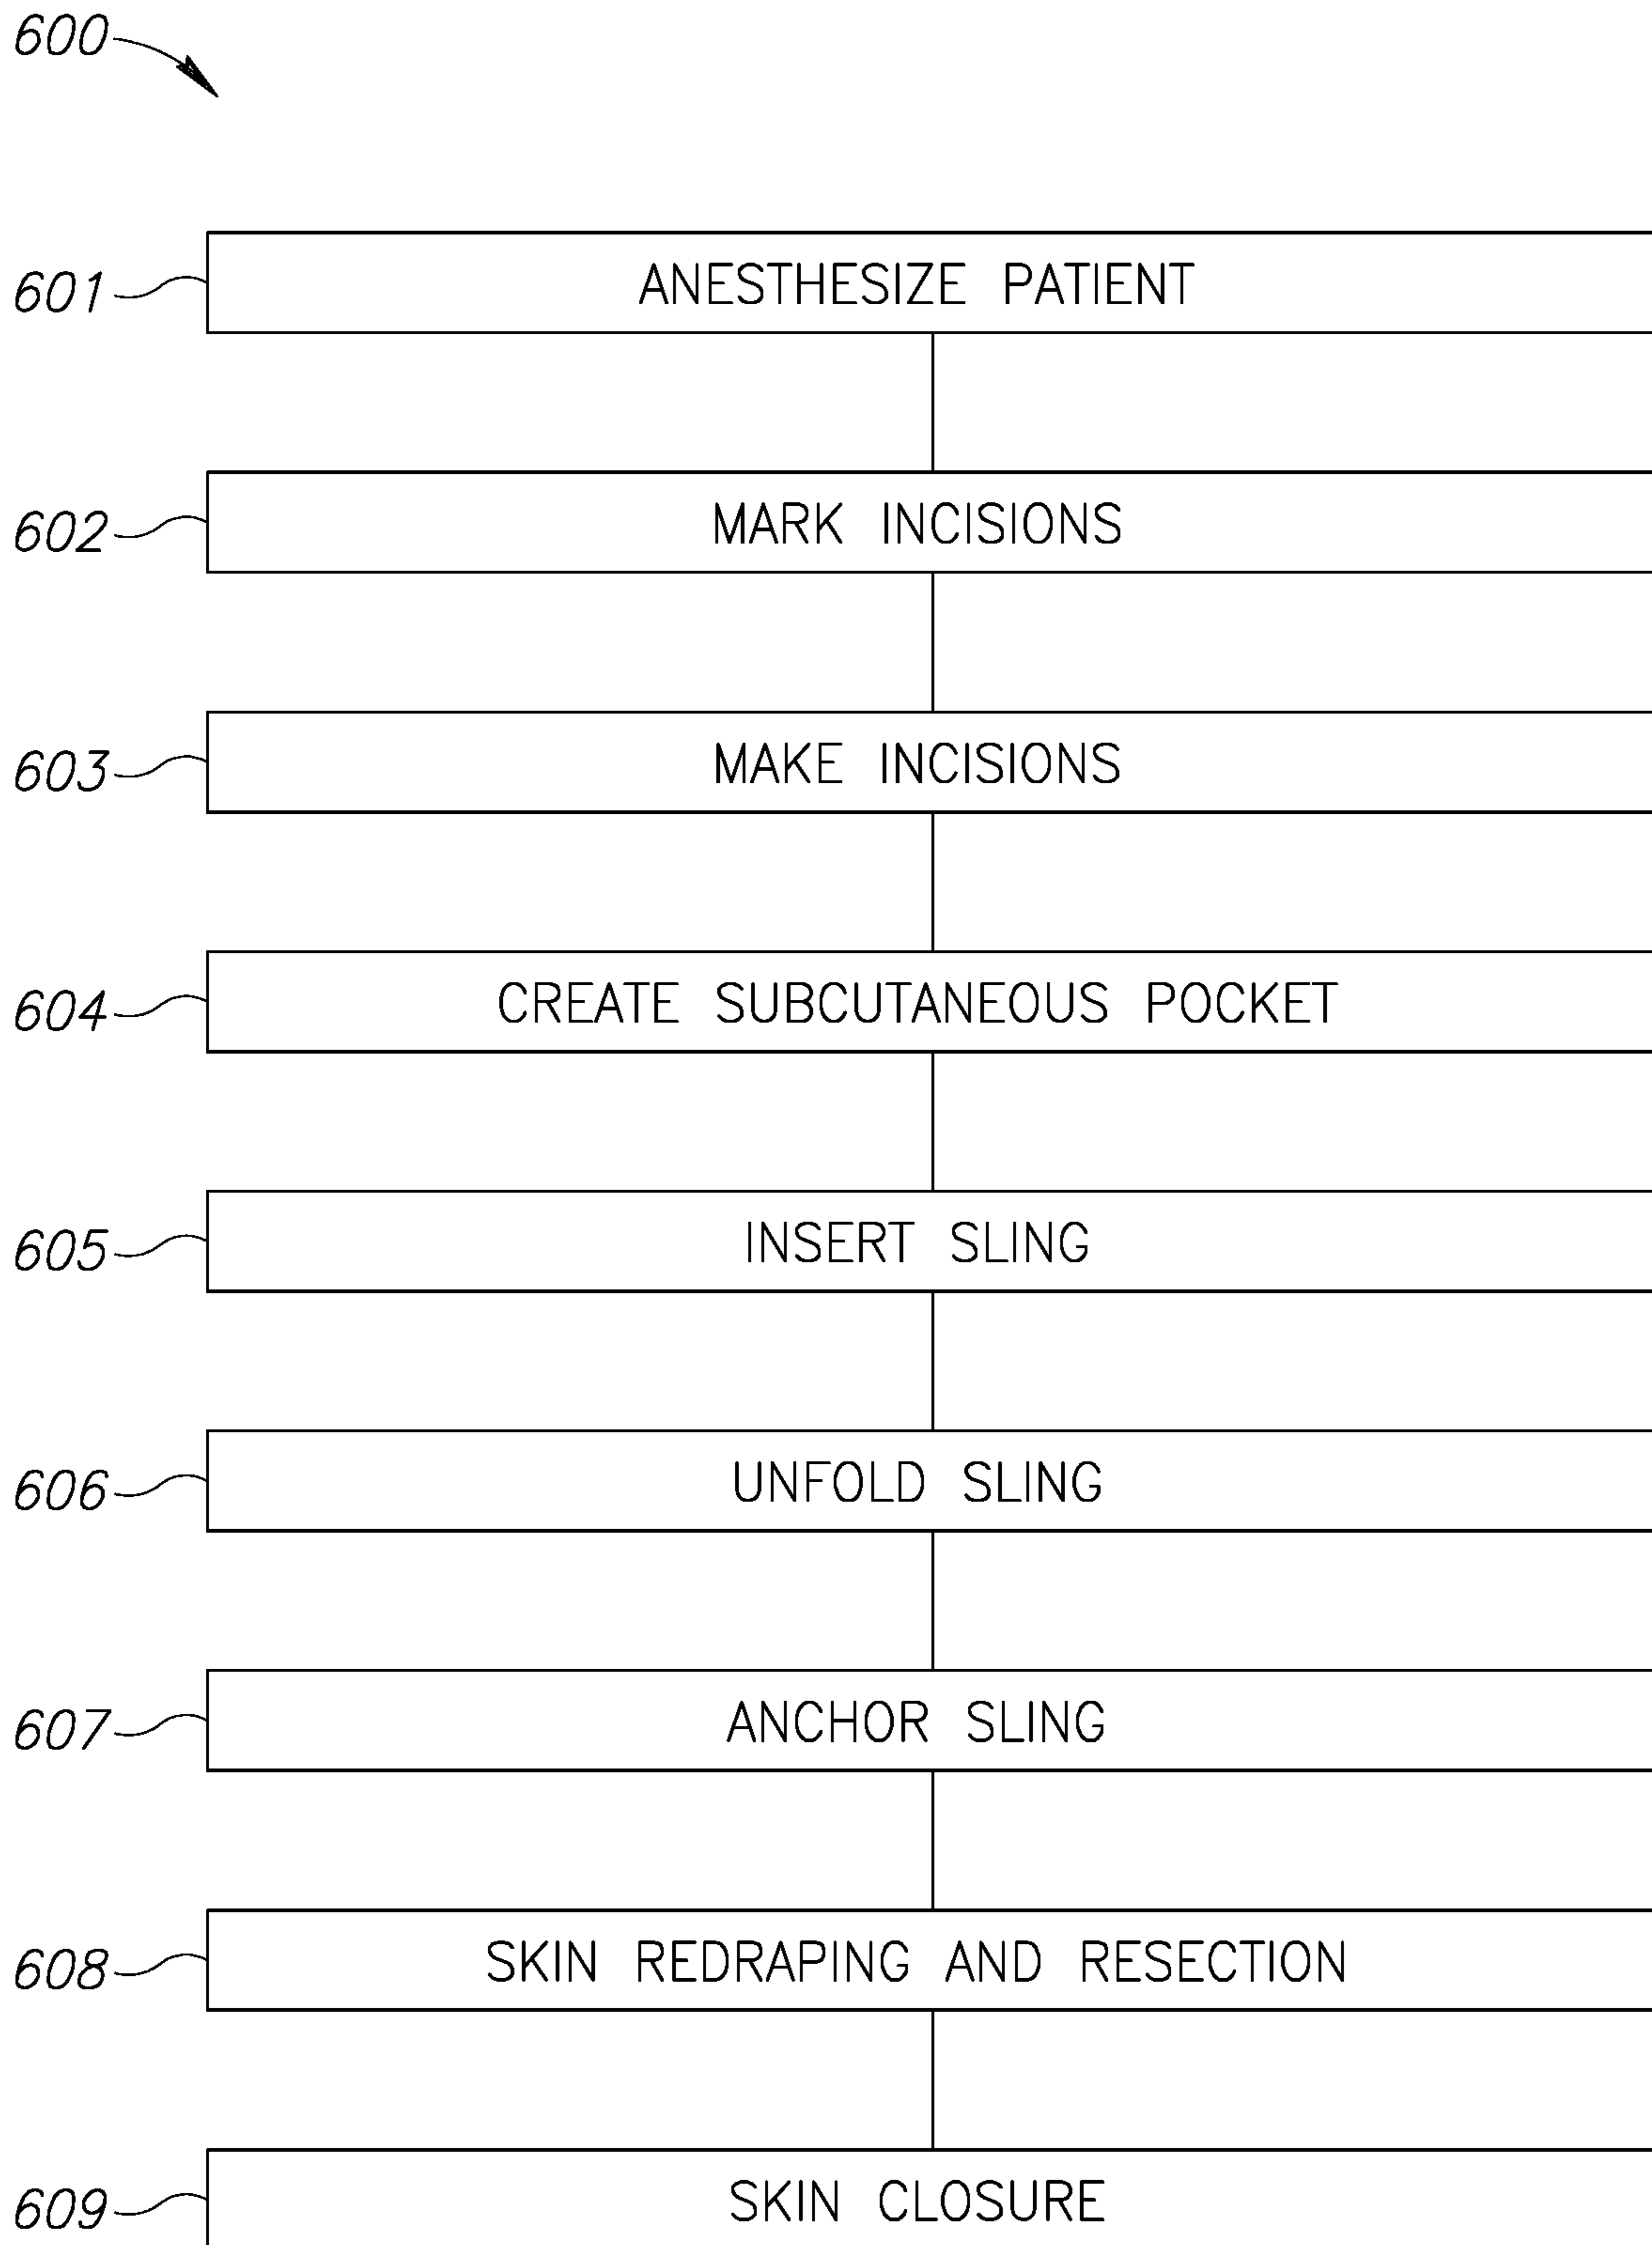 600
601 ANESTHESIZE PATIENT
602 MARK INCISIONS
603 MAKE INCISIONS
604 CREATE SUBCUTANEOUS POCKET
605 INSERT SLING
606 UNFOLD SLING
607 ANCHOR SLING
608 SKIN REDRAPING AND RESECTION
609 SKIN CLOSURE